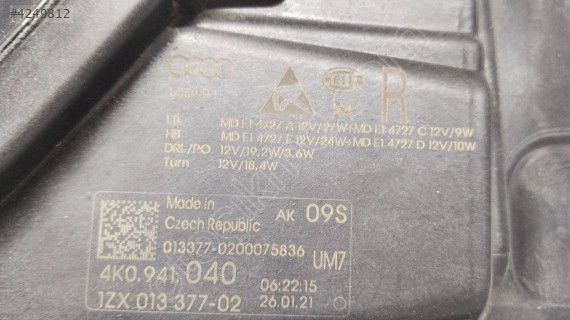 #4249812
HELLA
R
LB MD E1 4727 A 12V/27W+MD E1 4727 C 12V/9W
HB MD E1 4727 E 12V/24W+MD E1 4727 D 12V/10W
DRL/PO 12V/19,2W/3,6W
Turn 12V/18,4W
Made in
Czech Republic
AK 09S
013377-0200075836
4K0.941 040
UM7
1ZX 013 377-02
06:22:15
26.01.21